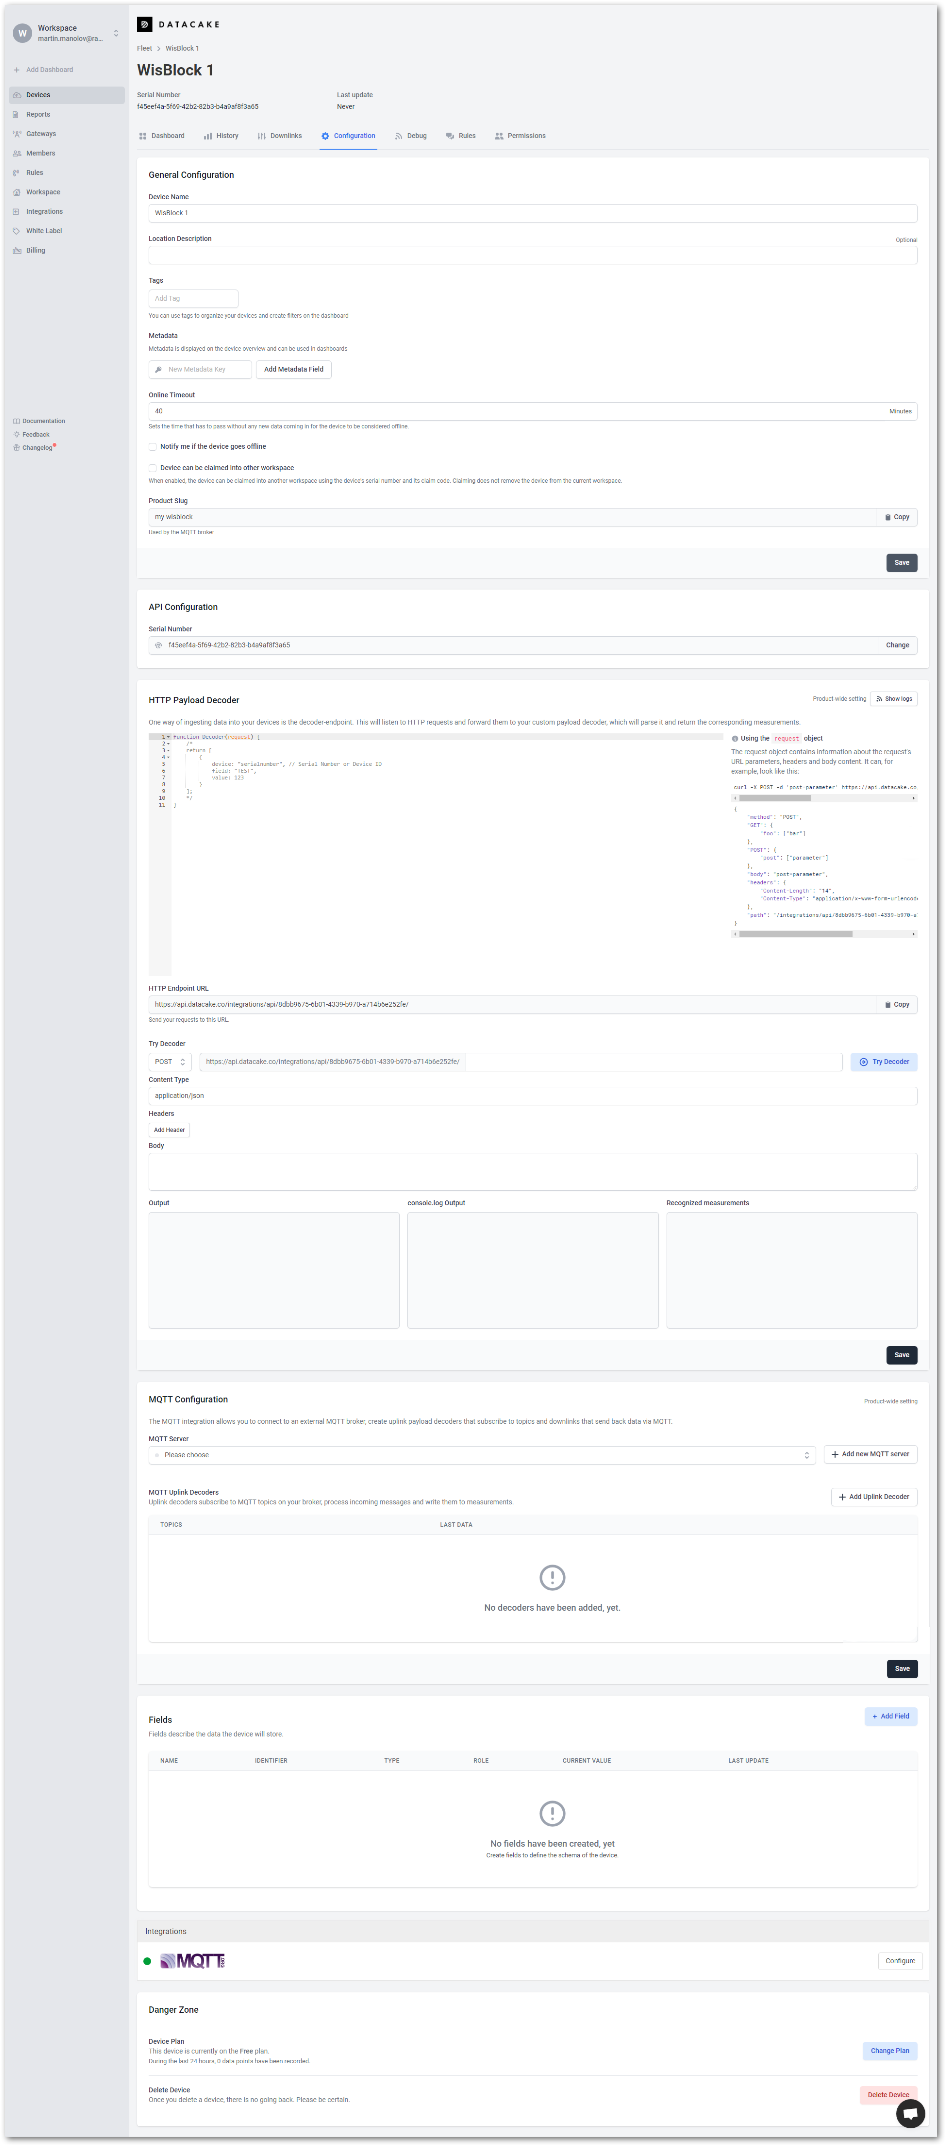 W
Workspace
martin.manolov@ra...
Add Dashboard
Devices
Reports
Gateways
Members
Rules
Workspace
Integrations
White Label
Billing
Documentation
Feedback
Changelog
DATACAKE
Fleet > WisBlock 1
WisBlock 1
Serial Number
f45eef4a-5f69-42b2-82b3-b4a9af8f3a65
Last update
Never
Dashboard
History
Downlinks
Configuration
Debug
Rules
Permissions
General Configuration
Device Name
WisBlock 1
Location Description
Optional
Tags
Add Tag
You can use tags to organize your devices and create filters on the dashboard
Metadata
Metadata is displayed on the device overview and can be used in dashboards
New Metadata Key
Add Metadata Field
Online Timeout
40
Minutes
Sets the time that has to pass without any new data coming in for the device to be considered offline.
Notify me if the device goes offline
Device can be claimed into other workspace
When enabled, the device can be claimed into another workspace using the device's serial number and its claim code. Claiming does not remove the device from the current workspace.
Product Slug
my-wisblock
Copy
Used by the MQTT broker
Save
API Configuration
Serial Number
f45eef4a-5f69-42b2-82b3-b4a9af8f3a65
Change
HTTP Payload Decoder
Product-wide setting
Show logs
One way of ingesting data into your devices is the decoder-endpoint. This will listen to HTTP requests and forward them to your custom payload decoder, which will parse it and return the corresponding measurements.
1 function Decoder(request) {
2 /*
3 return [
4 {
5 device: "serialnumber", // Serial Number or Device ID
6 field: "TEST",
7 value: 123
8 }
9 ];
10 */
11 }
Using the request object
The request object contains information about the request's
URL parameters, headers and body content. It can, for
example, look like this:
curl -X POST -d 'post-parameter' https://api.datacake.co
{
"method": "POST",
"GET": {
"foo": ["bar"]
},
"POST": {
"post": ["parameter"]
},
"body": "post=parameter",
"headers": {
"Content-Length": "14",
"Content-Type": "application/x-www-form-urlencode
},
"path": "/integrations/api/8dbb9675-6b01-4339-b970-a
}
HTTP Endpoint URL
https://api.datacake.co/integrations/api/8dbb9675-6b01-4339-b970-a714b6e252fe/
Copy
Send your requests to this URL.
Try Decoder
POST
https://api.datacake.co/integrations/api/8dbb9675-6b01-4339-b970-a714b6e252fe/
Try Decoder
Content Type
application/json
Headers
Add Header
Body
Output
console.log Output
Recognized measurements
Save
MQTT Configuration
Product-wide setting
The MQTT integration allows you to connect to an external MQTT broker, create uplink payload decoders that subscribe to topics and downlinks that send back data via MQTT.
MQTT Server
Please choose
Add new MQTT server
MQTT Uplink Decoders
Uplink decoders subscribe to MQTT topics on your broker, process incoming messages and write them to measurements
Add Uplink Decoder
TOPICS
LAST DATA
No decoders have been added, yet.
Save
Fields
+ Add Field
Fields describe the data the device will store.
NAME
IDENTIFIER
TYPE
ROLE
CURRENT VALUE
LAST UPDATE
No fields have been created, yet
Create fields to define the schema of the device.
Integrations
MQTT
Configure
Danger Zone
Device Plan
This device is currently on the Free plan.
During the last 24 hours, 0 data points have been recorded.
Change Plan
Delete Device
Once you delete a device, there is no going back. Please be certain.
Delete Device